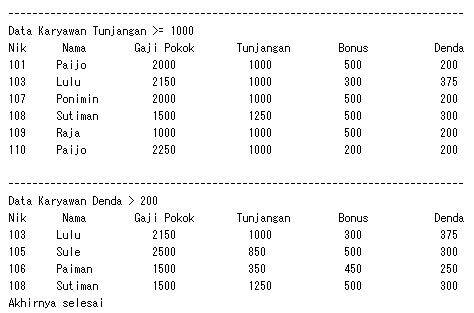 ------------------------------------------------------------------
Data Karyawan Tunjangan >= 1000
Nik Nama Gaji Pokok Tunjangan Bonus Denda
101 Paijo 2000 1000 500 200
103 Lulu 2150 1000 300 375
107 Ponimin 2000 1000 500 200
108 Sutiman 1500 1250 500 300
109 Raja 1000 1000 500 200
110 Paijo 2250 1000 200 200
------------------------------------------------------------------
Data Karyawan Denda > 200
Nik Nama Gaji Pokok Tunjangan Bonus Denda
103 Lulu 2150 1000 300 375
105 Sule 2500 850 500 300
106 Paiman 1500 350 450 250
108 Sutiman 1500 1250 500 300
Akhirnya selesai